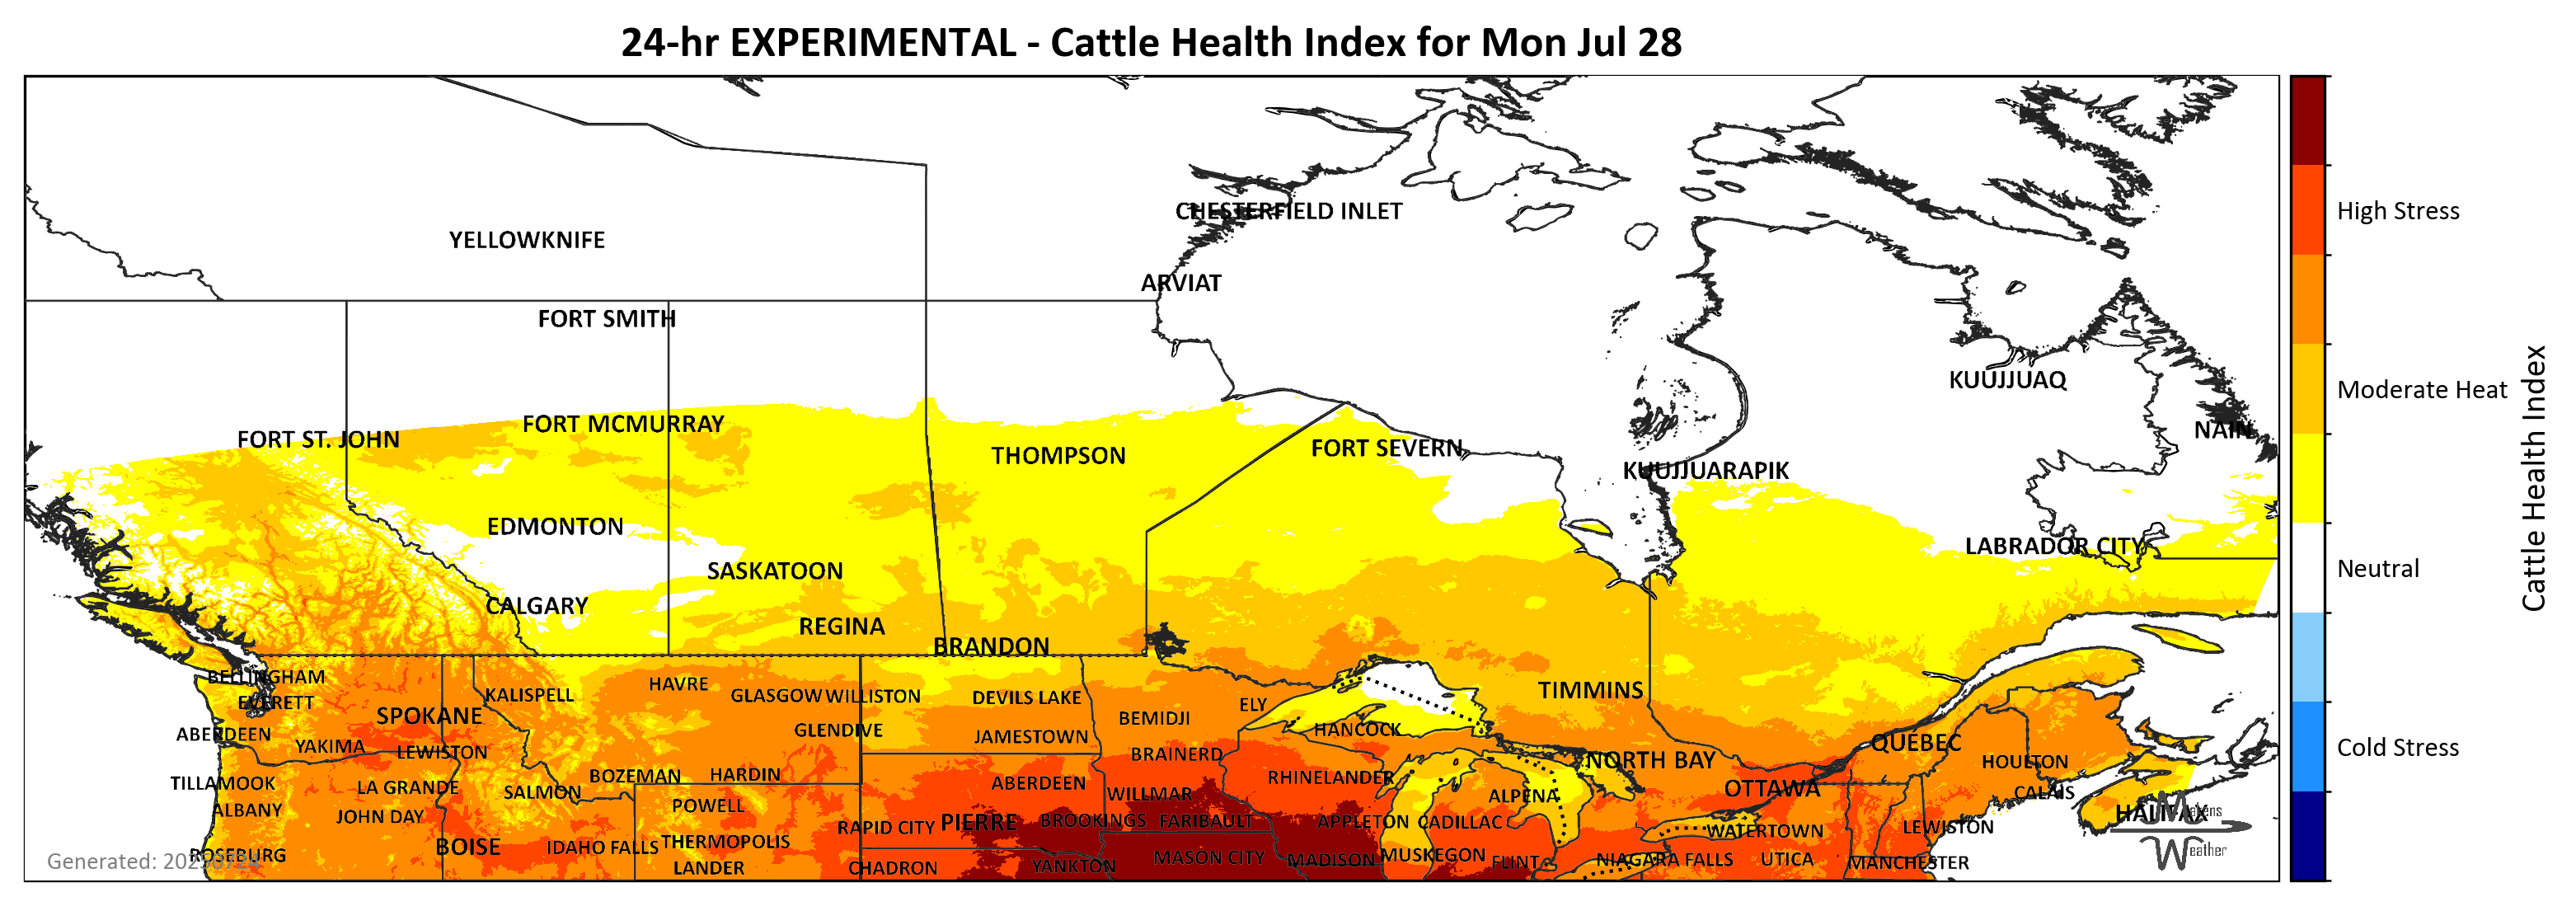 24-hr EXPERIMENTAL - Cattle Health Index for Mon Jul 28
CHESTERFIELD INLET
YELLOWKNIFE
ARVIAT
FORT SMITH
KUUJJUAQ
FORT MCMURRAY
NAIN
FORT ST. JOHN
THOMPSON
FORT SEVERN
KUUJJUARAPIK
EDMONTON
LABRADOR CITY
SASKATOON
CALGARY
REGINA
BRANDON
BELLINGHAM
KALISPELL
HAVRE
GLASGOW
WILLISTON
DEVILS LAKE
TIMMINS
EVERETT
SPOKANE
BEMIDJI
ELY
ABERDEEN
GLENDIVE
JAMESTOWN
HANCOCK
QUEBEC
YAKIMA
LEWISTON
BRAINERD
NORTH BAY
HOULTON
TILLAMOOK
LA GRANDE
SALMON
BOZEMAN
HARDIN
ABERDEEN
RHINELANDER
OTTAWA
CALAIS
ALBANY
JOHN DAY
POWELL
WILLMAR
ALPENA
HALIFAX
RAPID CITY
PIERRE
BROOKINGS
FARIBAULT
APPLETON
CADILLAC
WATERTOWN
LEWISTON
BOISE
IDAHO FALLS
THERMOPOLIS
ROSEBURG
LANDER
CHADRON
YANKTON
MASON CITY
MADISON
MUSKEGON
FLINT
NIAGARA FALLS
UTICA
MANCHESTER
Makens
Weather
High Stress
Moderate Heat
Neutral
Cold Stress
Cattle Health Index
Generated: 20250724